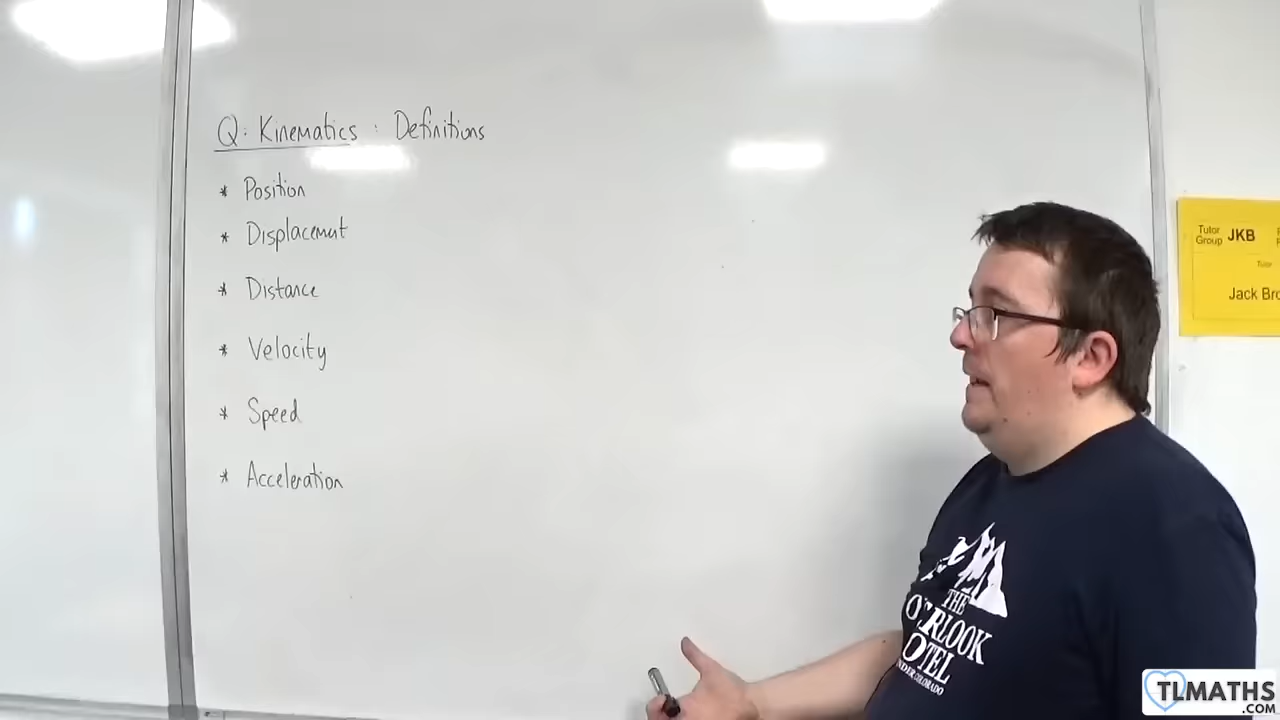 Q: Kinematics : Definitions
* Position
* Displacement
* Distance
* Velocity
* Speed
* Acceleration
Tutor
Group JKB
Tutor
Jack Bro
THE
OVERLOOK
HOTEL
COLORADO
TLMATHS
.COM